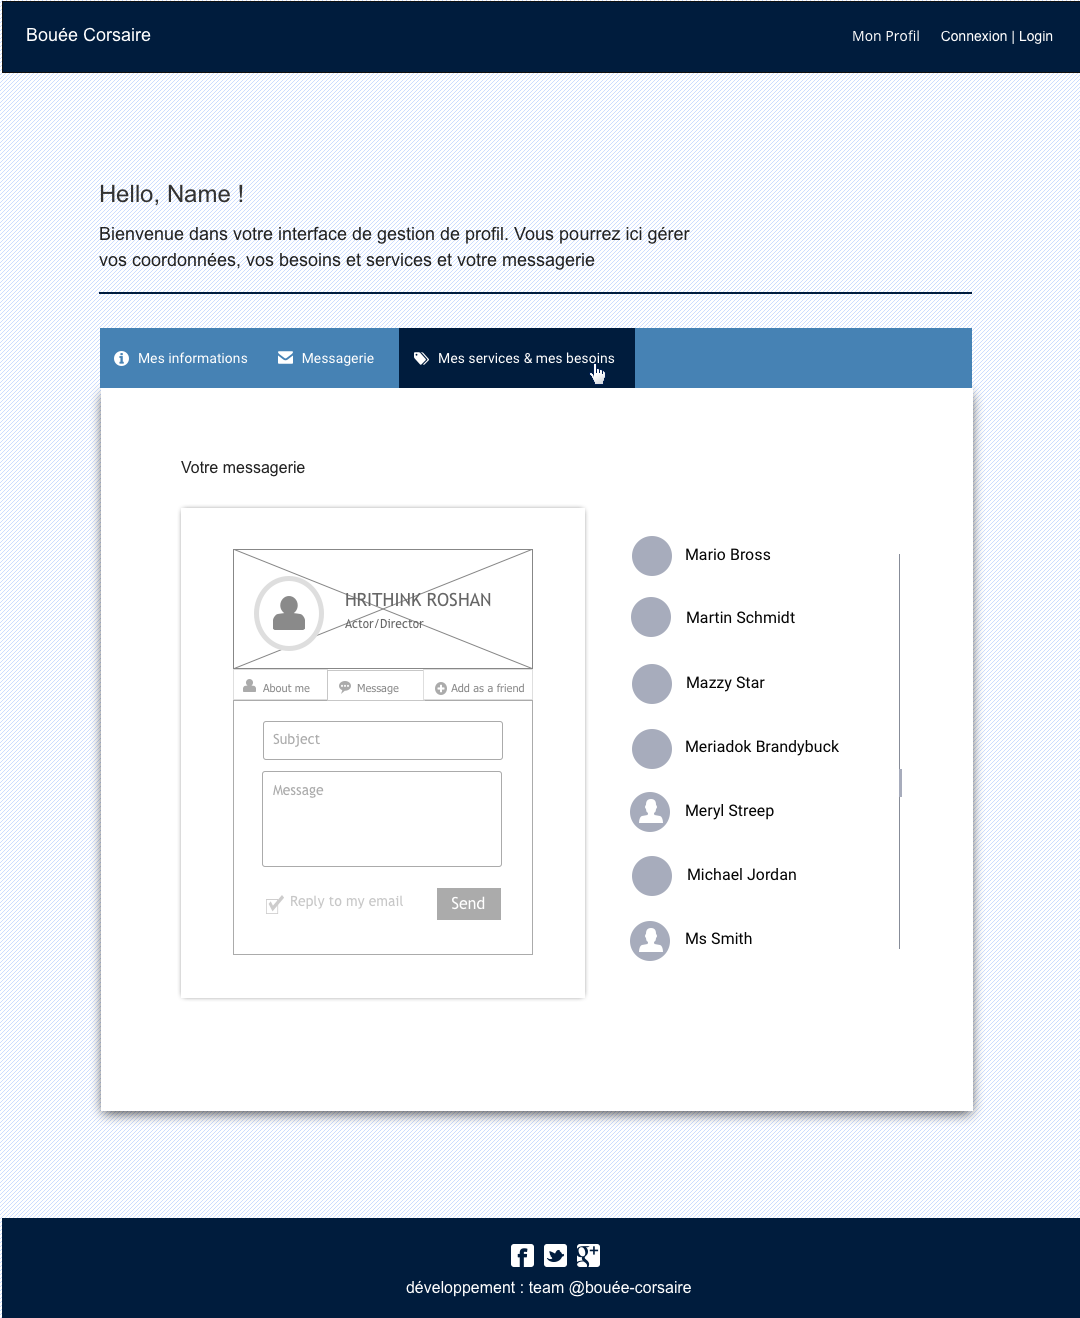 Bouée Corsaire
Mon Profil
Connexion | Login
Hello, Name !
Bienvenue dans votre interface de gestion de profil. Vous pourrez ici gérer
vos coordonnées, vos besoins et services et votre messagerie
Mes informations
Messagerie
Mes services & mes besoins
Votre messagerie
HRITHINK ROSHAN
Actor/Director
About me
Message
Add as a friend
Subject
Message
Reply to my email
Send
Mario Bross
Martin Schmidt
Mazzy Star
Meriadok Brandybuck
Meryl Streep
Michael Jordan
Ms Smith
développement : team @bouée-corsaire